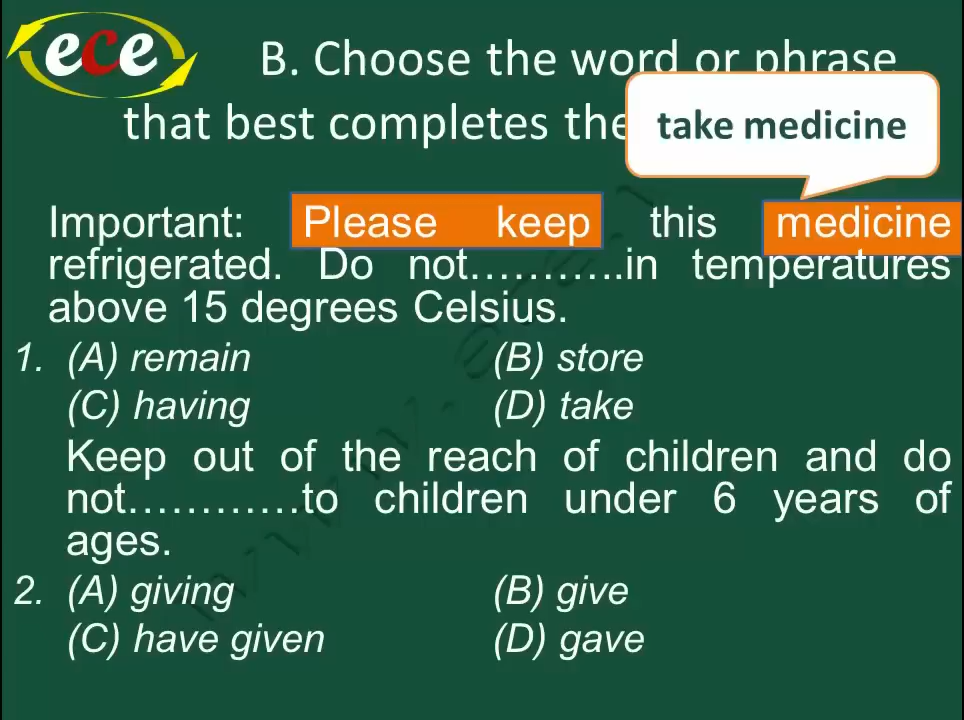 ece
B. Choose the word or phrase
that best completes the
take medicine
Important: Please keep this medicine
refrigerated. Do not………..in temperatures
above 15 degrees Celsius.
1. (A) remain (B) store
(C) having (D) take
Keep out of the reach of children and do
not…………to children under 6 years of
ages.
2. (A) giving (B) give
(C) have given (D) gave